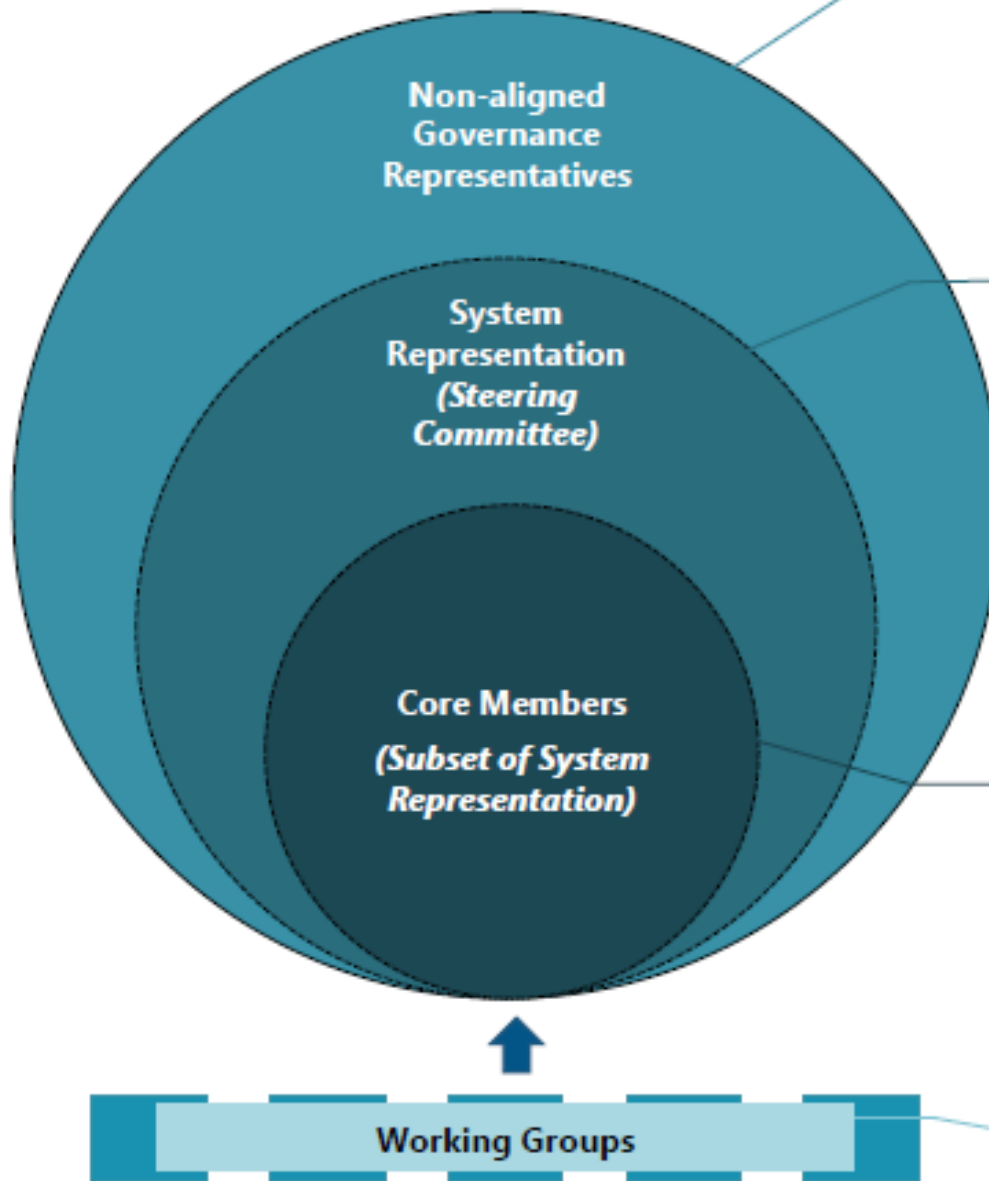 Non-aligned
Governance
Representatives
System
Representation
(Steering
Committee)
Core Members
(Subset of System
Representation)
Working Groups